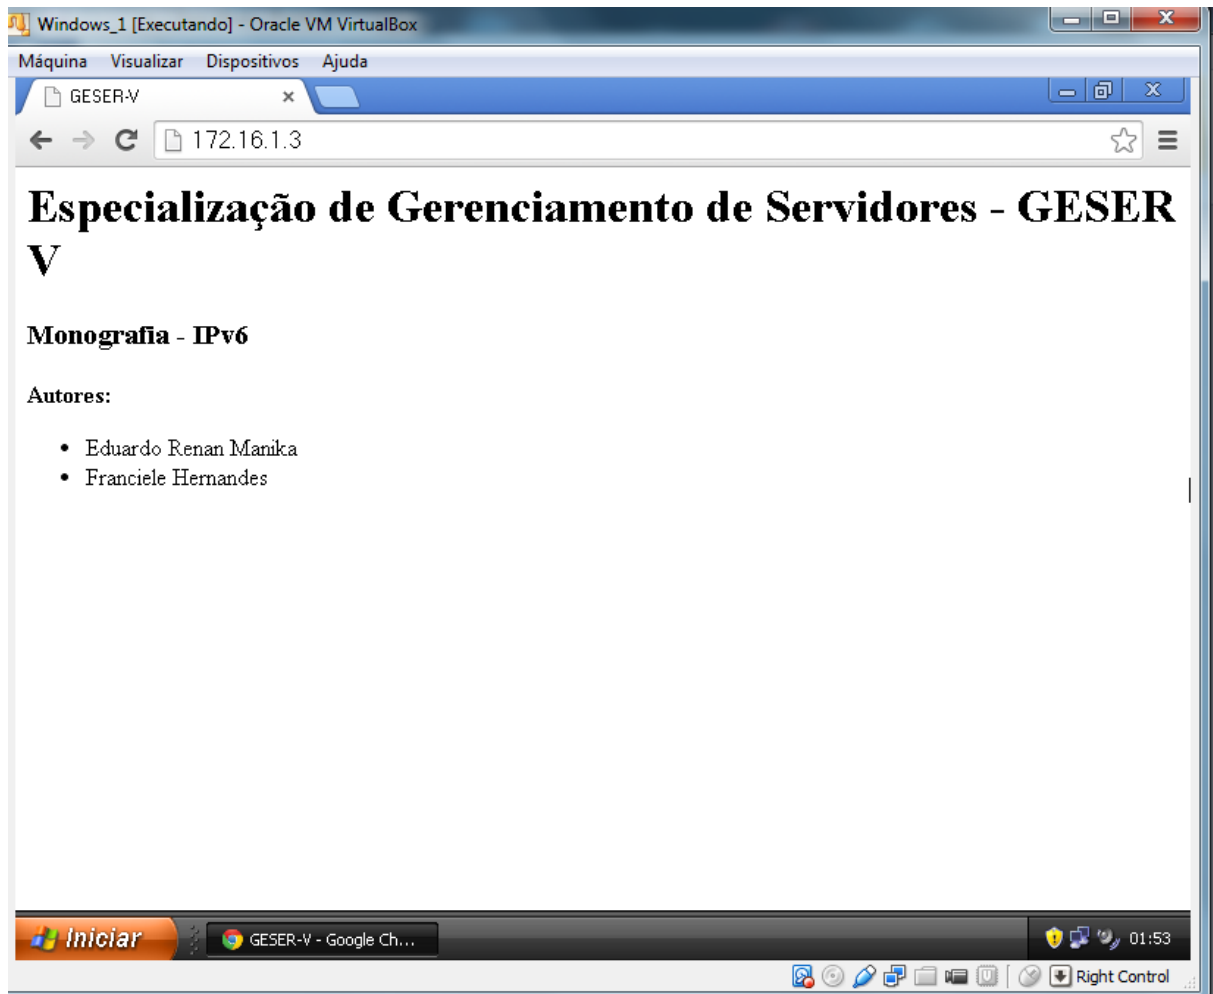 Windows_1 [Executando] - Oracle VM VirtualBox
Máquina Visualizar Dispositivos Ajuda
GESER-V
172.16.1.3
Especialização de Gerenciamento de Servidores - GESER
V
Monografia - IPv6
Autores:
• Eduardo Renan Manika
• Franciele Hernandes
Iniciar GESER-V - Google Ch... 01:53
Right Control